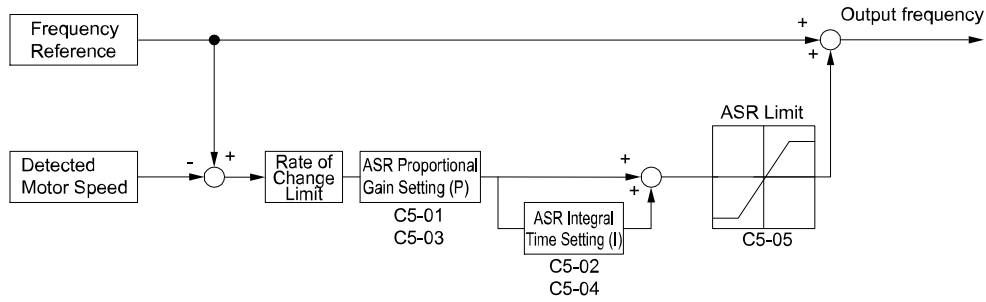 Output frequency
Frequency
Reference
+
+
ASR Limit
Detected
Motor Speed
-
+
Rate of
Change
Limit
ASR Proportional
Gain Setting (P)
C5-01
C5-03
+
+
ASR Integral
Time Setting (I)
C5-02
C5-04
C5-05